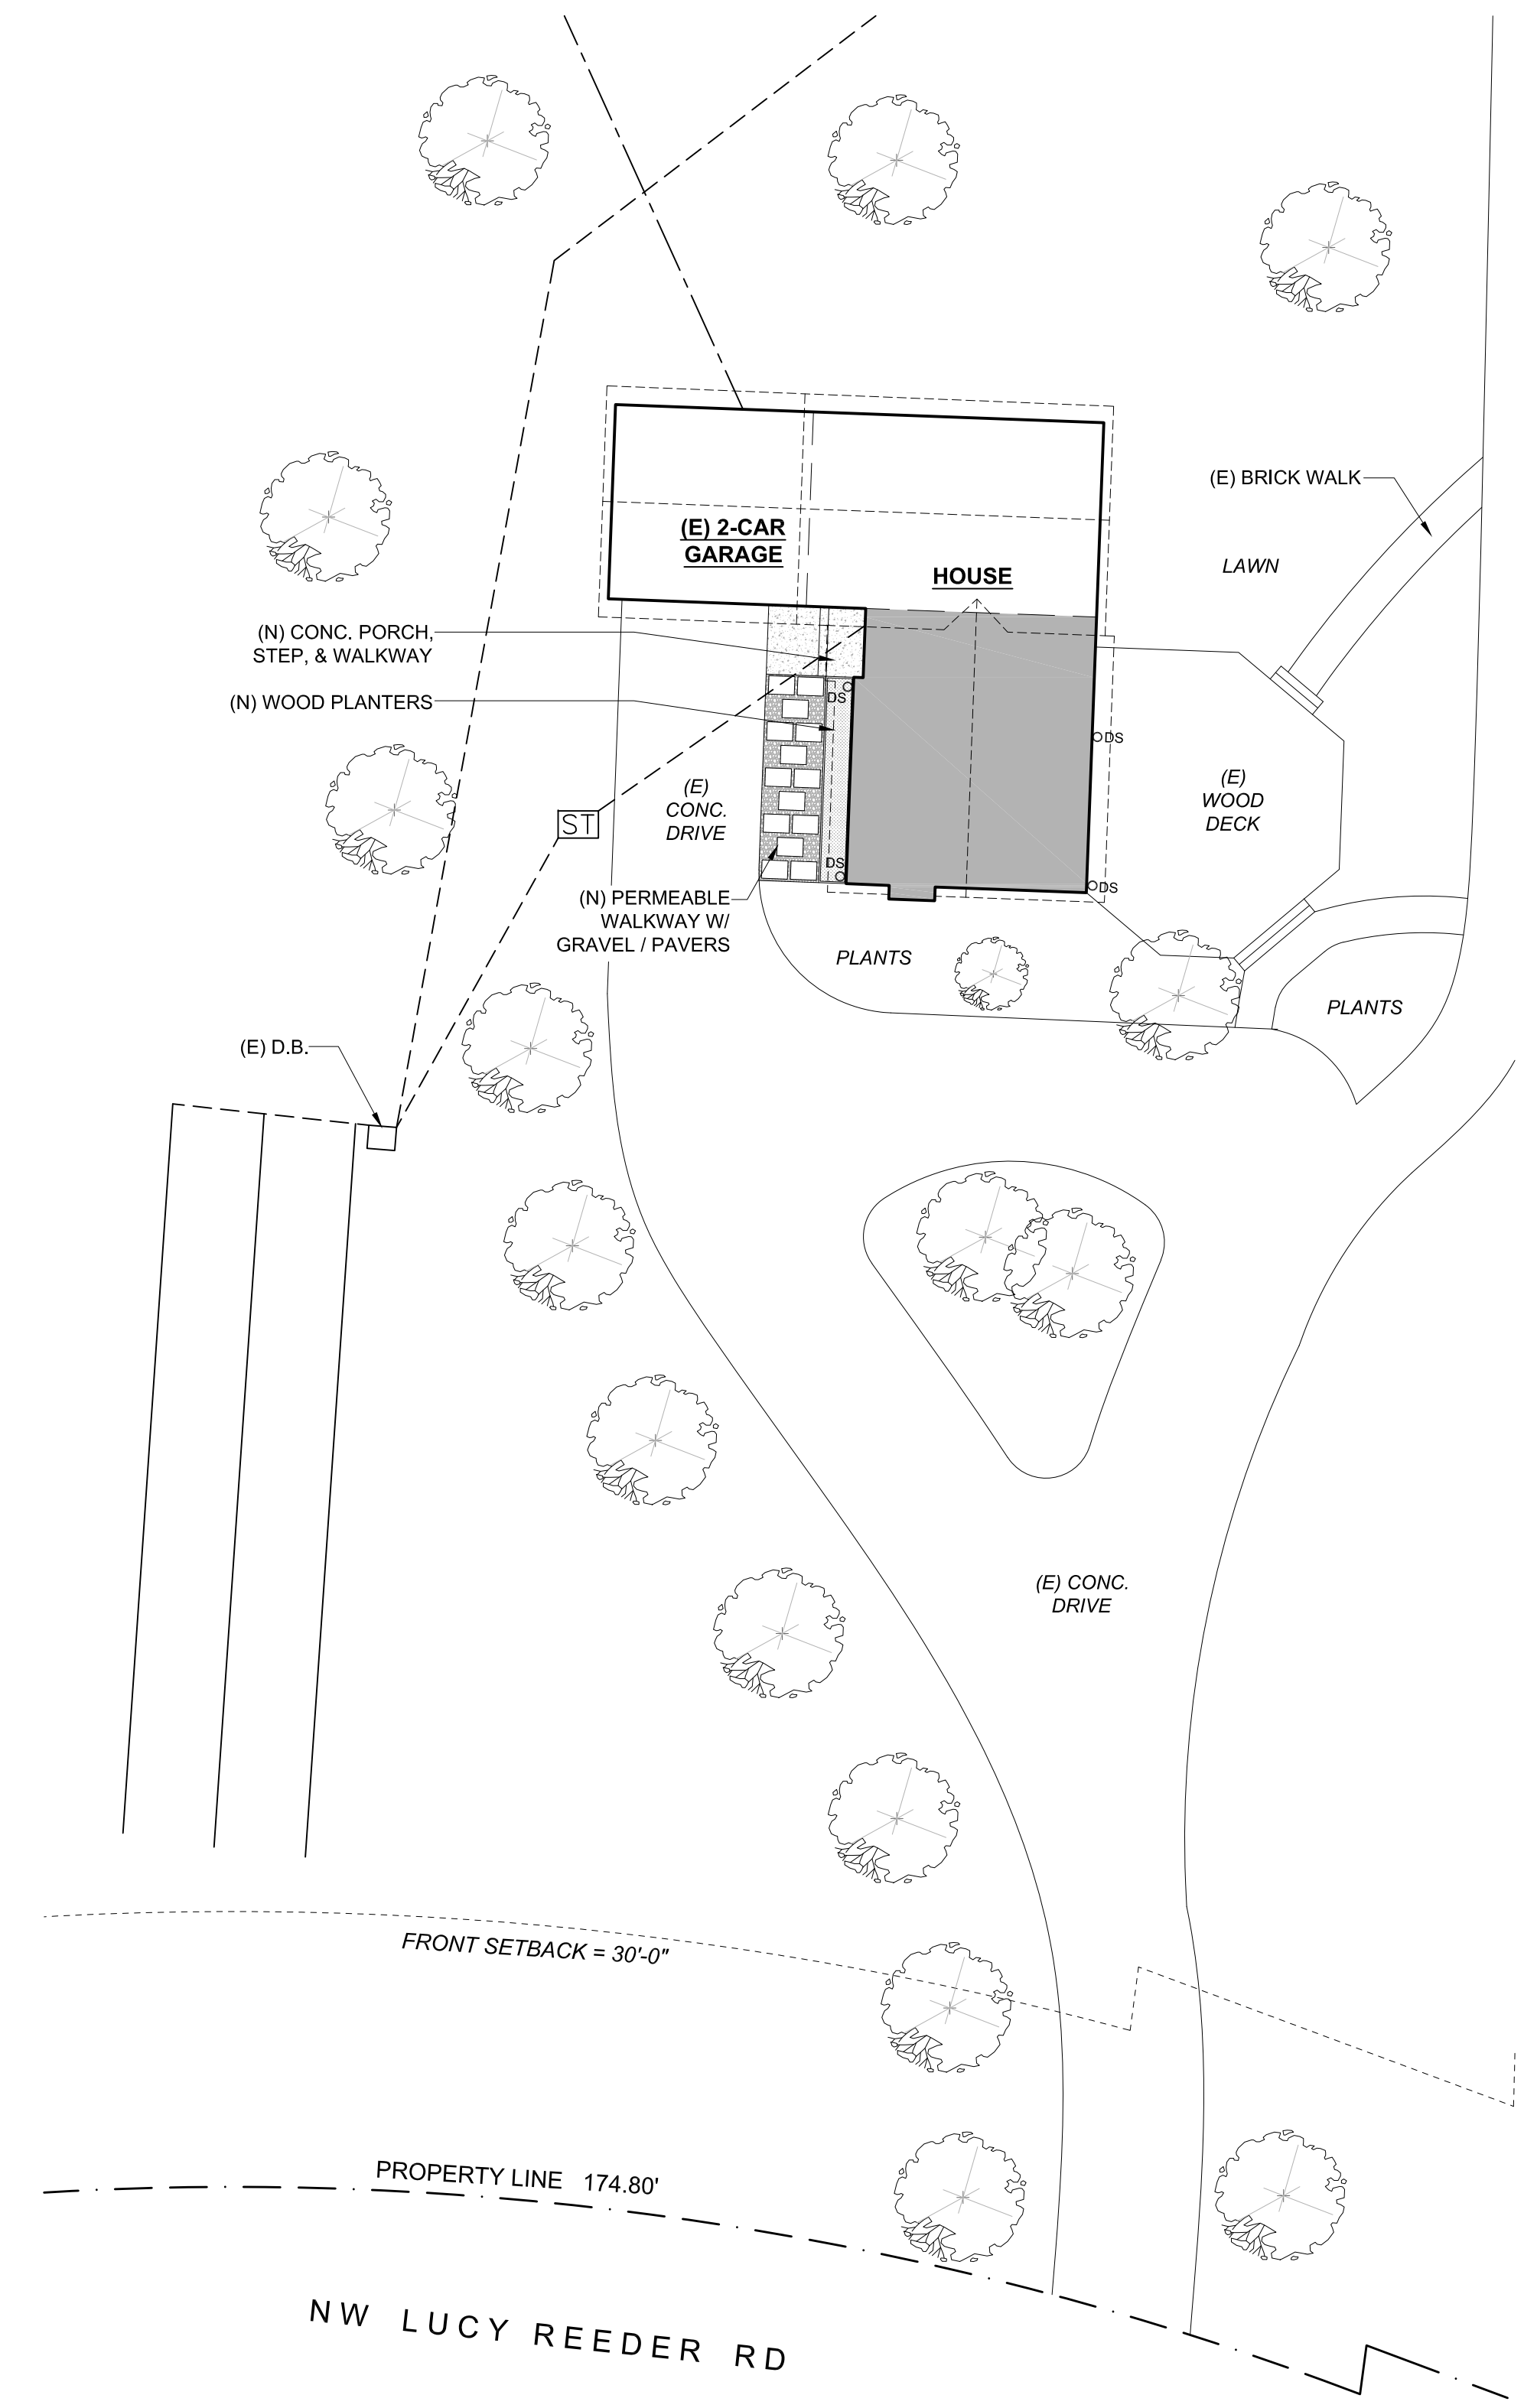 (E) BRICK WALK
(E) 2-CAR
GARAGE
HOUSE
LAWN
(N) CONC. PORCH,
STEP, & WALKWAY
(N) WOOD PLANTERS
DS
DS
(E)
CONC.
DRIVE
(E)
WOOD
DECK
ST
DS
DS
(N) PERMEABLE
WALKWAY W/
GRAVEL / PAVERS
PLANTS
PLANTS
(E) D.B.
(E) CONC.
DRIVE
FRONT SETBACK = 30'-0"
PROPERTY LINE 174.80'
NW LUCY REEDER RD